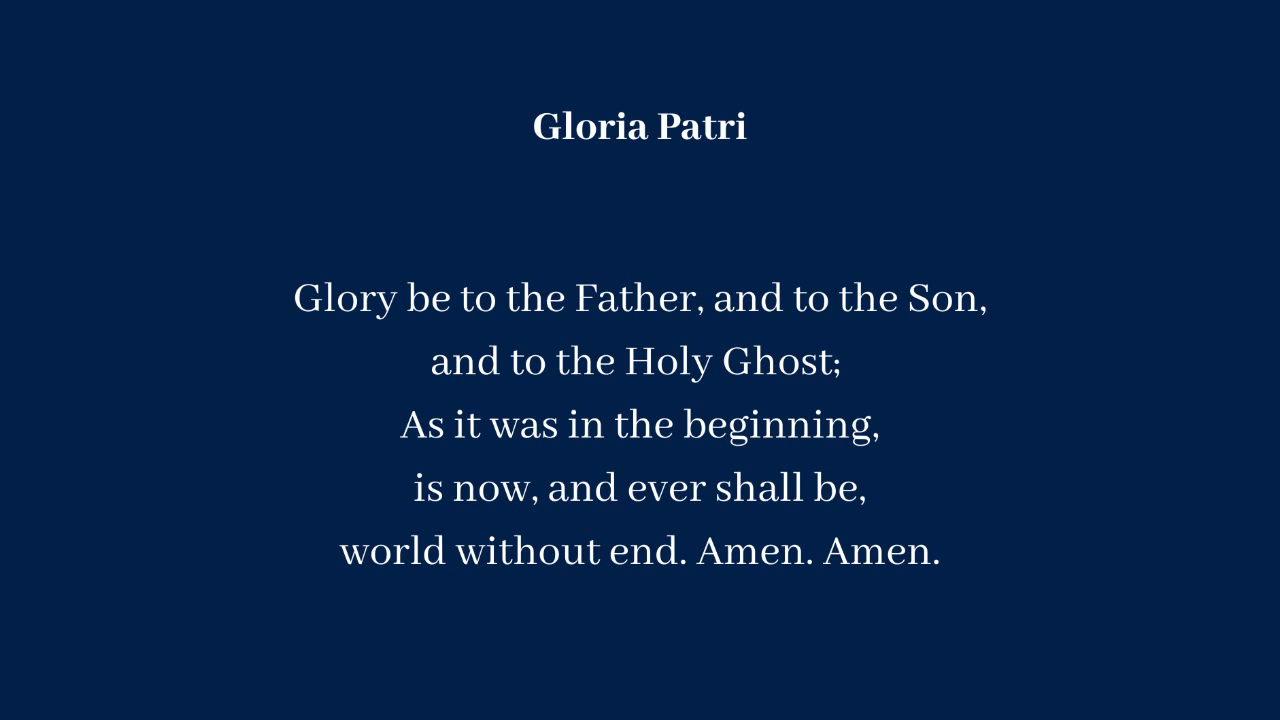 Gloria Patri
Glory be to the Father, and to the Son,
and to the Holy Ghost;
As it was in the beginning,
is now, and ever shall be,
world without end. Amen. Amen.